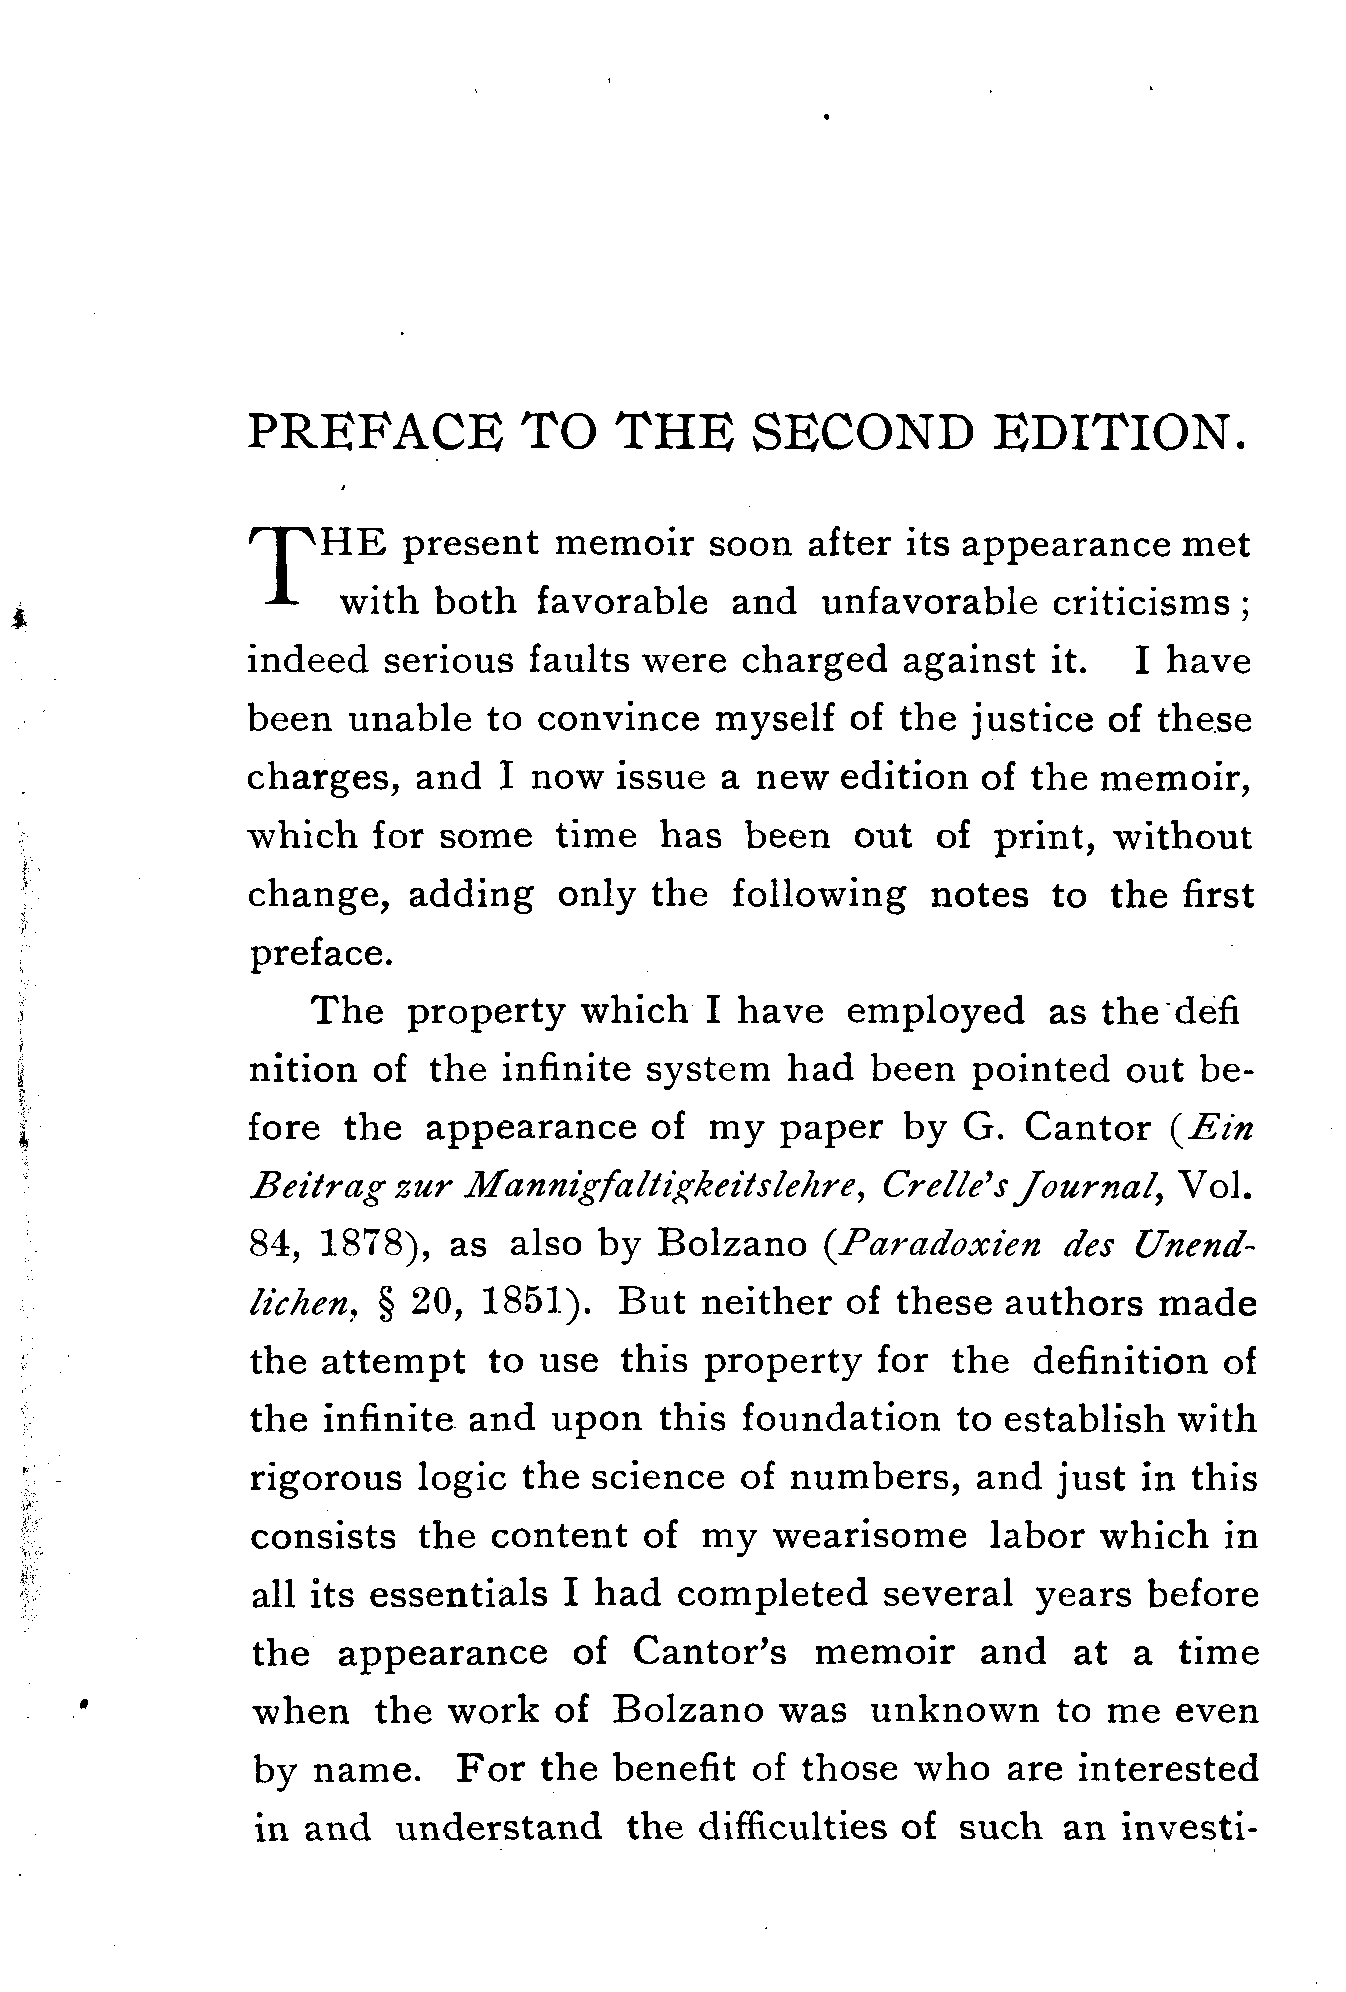 PREFACE TO THE SECOND EDITION.
THE present memoir soon after its appearance met
with both favorable and unfavorable criticisms;
indeed serious faults were charged against it. I have
been unable to convince myself of the justice of these
charges, and I now issue a new edition of the memoir,
which for some time has been out of print, without
change, adding only the following notes to the first
preface.
The property which I have employed as the defi
nition of the infinite system had been pointed out be-
fore the appearance of my paper by G. Cantor (Ein
Beitrag zur Mannigfaltigkeitslehre, Crelle's Journal, Vol.
84, 1878), as also by Bolzano (Paradoxien des Unend-
lichen, § 20, 1851). But neither of these authors made
the attempt to use this property for the definition of
the infinite and upon this foundation to establish with
rigorous logic the science of numbers, and just in this
consists the content of my wearisome labor which in
all its essentials I had completed several years before
the appearance of Cantor's memoir and at a time
when the work of Bolzano was unknown to me even
by name. For the benefit of those who are interested
in and understand the difficulties of such an investi-